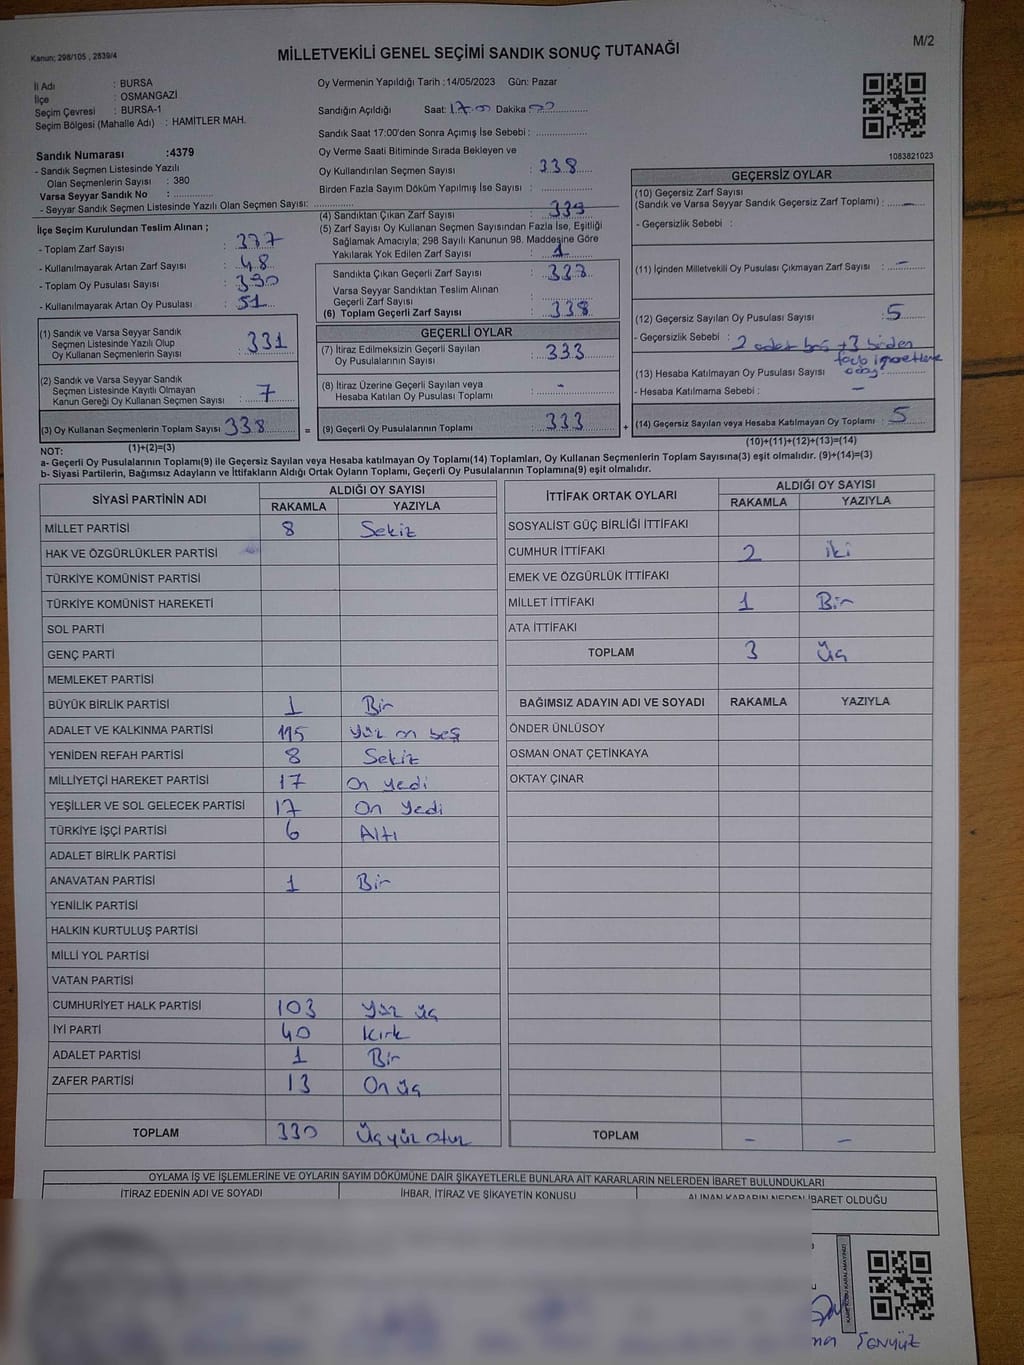 Kanun; 298/105 , 2839/4
MİLLETVEKİLİ GENEL SEÇİMİ SANDIK SONUÇ TUTANAĞI
M/2
İl Adı : BURSA
İlçe : OSMANGAZİ
Seçim Çevresi : BURSA-1
Seçim Bölgesi (Mahalle Adı) : HAMİTLER MAH.
Oy Vermenin Yapıldığı Tarih :14/05/2023 Gün: Pazar
Sandığın Açıldığı Saat: 17.00 Dakika 00
Sandık Saat 17:00'den Sonra Açımış İse Sebebi :
Oy Verme Saati Bitiminde Sırada Bekleyen ve
Oy Kullandırılan Seçmen Sayısı : 338
Birden Fazla Sayım Döküm Yapılmış İse Sayısı :
1083821023
Sandık Numarası :4379
- Sandık Seçmen Listesinde Yazılı
Olan Seçmenlerin Sayısı : 380
Varsa Seyyar Sandık No :
- Seyyar Sandık Seçmen Listesinde Yazılı Olan Seçmen Sayısı:
İlçe Seçim Kurulundan Teslim Alınan ;
- Toplam Zarf Sayısı :
- Kullanılmayarak Artan Zarf Sayısı : 48
- Toplam Oy Pusulası Sayısı : 390
- Kullanılmayarak Artan Oy Pusulası : 51
(1) Sandık ve Varsa Seyyar Sandık
Seçmen Listesinde Yazılı Olup
Oy Kullanan Seçmenlerin Sayısı : 331
(2) Sandık ve Varsa Seyyar Sandık
Seçmen Listesinde Kayıtlı Olmayan
Kanun Gereği Oy Kullanan Seçmen Sayısı : 7
(3) Oy Kullanan Seçmenlerin Toplam Sayısı 338
(1)+(2)=(3)
(4) Sandıktan Çıkan Zarf Sayısı : 339
(5) Zarf Sayısı Oy Kullanan Seçmen Sayısından Fazla İse, Eşitliği
Sağlamak Amacıyla; 298 Sayılı Kanunun 98. Maddesine Göre
Yakılarak Yok Edilen Zarf Sayısı : 1
Sandıkta Çıkan Geçerli Zarf Sayısı :
Varsa Seyyar Sandıktan Teslim Alınan
Geçerli Zarf Sayısı :
(6) Toplam Geçerli Zarf Sayısı : 338
GEÇERLİ OYLAR
(7) İtiraz Edilmeksizin Geçerli Sayılan
Oy Pusulalarının Sayısı : 333
(8) İtiraz Üzerine Geçerli Sayılan veya
Hesaba Katılan Oy Pusulası Toplamı : -
= (9) Geçerli Oy Pusulalarının Toplamı : 333
GEÇERSİZ OYLAR
(10) Geçersiz Zarf Sayısı
(Sandık ve Varsa Seyyar Sandık Geçersiz Zarf Toplamı) : -
- Geçersizlik Sebebi :
(11) İçinden Milletvekili Oy Pusulası Çıkmayan Zarf Sayısı : -
(12) Geçersiz Sayılan Oy Pusulası Sayısı : 5
- Geçersizlik Sebebi : 2 adet boş +3 birden
fazla
(13) Hesaba Katılmayan Oy Pusulası Sayısı :
- Hesaba Katılmama Sebebi : -
+ (14) Geçersiz Sayılan veya Hesaba Katılmayan Oy Toplamı : 5
(10)+(11)+(12)+(13)=(14)
NOT:
a- Geçerli Oy Pusulalarının Toplamı(9) ile Geçersiz Sayılan veya Hesaba katılmayan Oy Toplamı(14) Toplamları, Oy Kullanan Seçmenlerin Toplam Sayısına(3) eşit olmalıdır. (9)+(14)=(3)
b- Siyasi Partilerin, Bağımsız Adayların ve İttifakların Aldığı Ortak Oyların Toplamı, Geçerli Oy Pusulalarının Toplamına(9) eşit olmalıdır.
SİYASİ PARTİNİN ADI ALDIĞI OY SAYISI
RAKAMLA YAZIYLA
MİLLET PARTİSİ 8 Sekiz
HAK VE ÖZGÜRLÜKLER PARTİSİ
TÜRKİYE KOMÜNİST PARTİSİ
TÜRKİYE KOMÜNİST HAREKETİ
SOL PARTİ
GENÇ PARTİ
MEMLEKET PARTİSİ
BÜYÜK BİRLİK PARTİSİ 1 Bir
ADALET VE KALKINMA PARTİSİ 115 Yüz on beş
YENİDEN REFAH PARTİSİ 8 Sekiz
MİLLİYETÇİ HAREKET PARTİSİ 17 On yedi
YEŞİLLER VE SOL GELECEK PARTİSİ 17 On Yedi
TÜRKİYE İŞÇİ PARTİSİ 6 Altı
ADALET BİRLİK PARTİSİ
ANAVATAN PARTİSİ 1 Bir
YENİLİK PARTİSİ
HALKIN KURTULUŞ PARTİSİ
MİLLİ YOL PARTİSİ
VATAN PARTİSİ
CUMHURİYET HALK PARTİSİ 103 Yüz üç
İYİ PARTİ 40 Kırk
ADALET PARTİSİ 1 Bir
ZAFER PARTİSİ 13 On üç
TOPLAM 330 Üçyüz otuz
İTTİFAK ORTAK OYLARI ALDIĞI OY SAYISI
RAKAMLA YAZIYLA
SOSYALİST GÜÇ BİRLİĞİ İTTİFAKI
CUMHUR İTTİFAKI 2 iki
EMEK VE ÖZGÜRLÜK İTTİFAKI
MİLLET İTTİFAKI 1 Bir
ATA İTTİFAKI
TOPLAM 3 Üç
BAĞIMSIZ ADAYIN ADI VE SOYADI RAKAMLA YAZIYLA
ÖNDER ÜNLÜSOY
OSMAN ONAT ÇETİNKAYA
OKTAY ÇINAR
TOPLAM - -
OYLAMA İŞ VE İŞLEMLERİNE VE OYLARIN SAYIM DÖKÜMÜNE DAİR ŞİKAYETLERLE BUNLARA AİT KARARLARIN NELERDEN İBARET BULUNDUKLARI
İTİRAZ EDENİN ADI VE SOYADI İHBAR, İTİRAZ VE ŞİKAYETİN KONUSU ALINAN KARARIN NEDEN İBARET OLDUĞU
KARE KODU KARALAMAYINIZ!
ŞENYÜZ